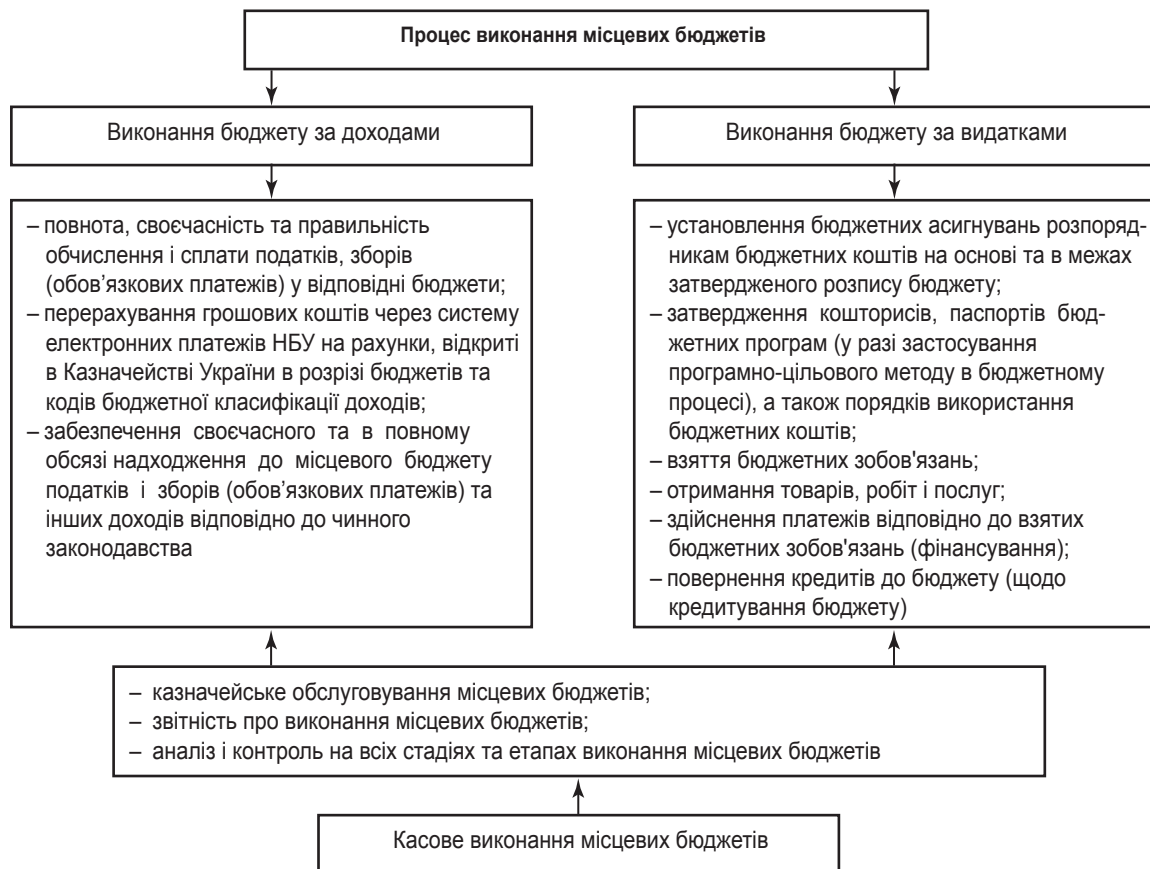 Процес виконання місцевих бюджетів
Виконання бюджету за доходами
Виконання бюджету за видатками
– повнота, своєчасність та правильність
обчислення і сплати податків, зборів
(обов’язкових платежів) у відповідні бюджети;
– перерахування грошових коштів через систему
електронних платежів НБУ на рахунки, відкриті
в Казначействі України в розрізі бюджетів та
кодів бюджетної класифікації доходів;
– забезпечення своєчасного та в повному
обсязі надходження до місцевого бюджету
податків і зборів (обов’язкових платежів) та
інших доходів відповідно до чинного
законодавства
– установлення бюджетних асигнувань розпоряд-
никам бюджетних коштів на основі та в межах
затвердженого розпису бюджету;
– затвердження кошторисів, паспортів бюд-
жетних програм (у разі застосування
програмно-цільового методу в бюджетному
процесі), а також порядків використання
бюджетних коштів;
– взяття бюджетних зобов'язань;
– отримання товарів, робіт і послуг;
– здійснення платежів відповідно до взятих
бюджетних зобов'язань (фінансування);
– повернення кредитів до бюджету (щодо
кредитування бюджету)
– казначейське обслуговування місцевих бюджетів;
– звітність про виконання місцевих бюджетів;
– аналіз і контроль на всіх стадіях та етапах виконання місцевих бюджетів
Касове виконання місцевих бюджетів